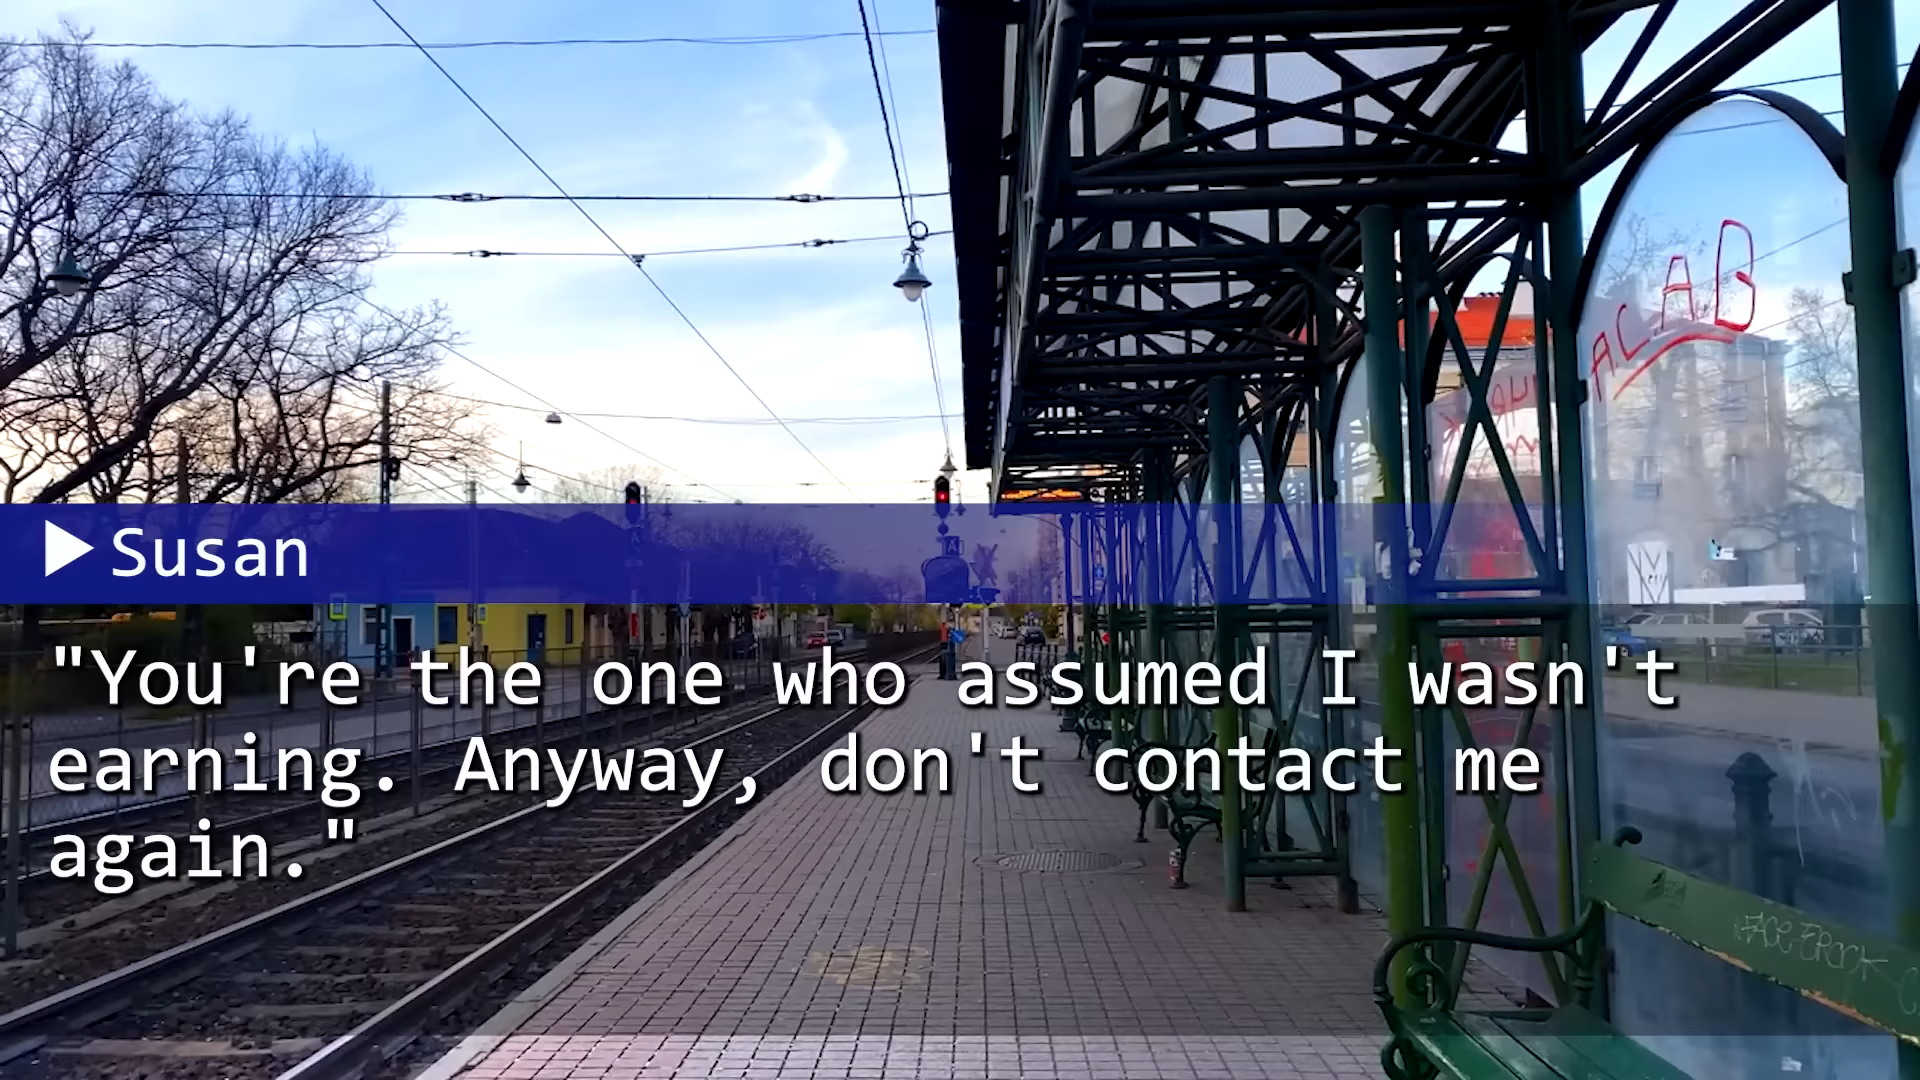 ACAB
Susan
"You're the one who assumed I wasn't
earning. Anyway, don't contact me
again."